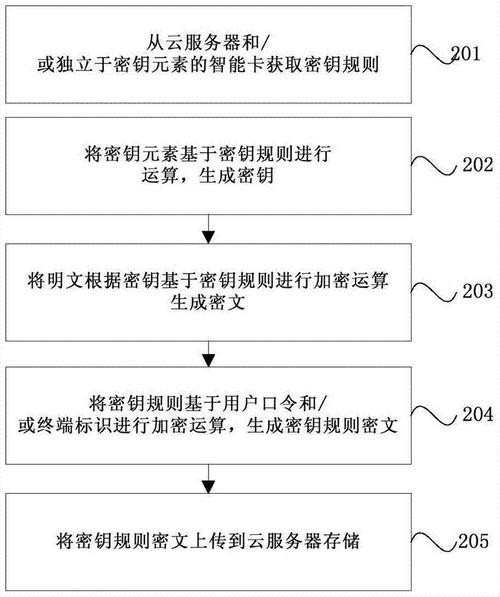 从云服务器和/
或独立于密钥元素的智能卡获取密钥规则
201
将密钥元素基于密钥规则进行
运算，生成密钥
202
将明文根据密钥基于密钥规则进行加密运算
生成密文
203
将密钥规则基于用户口令和/
或终端标识进行加密运算，生成密钥规则密文
204
将密钥规则密文上传到云服务器存储
205